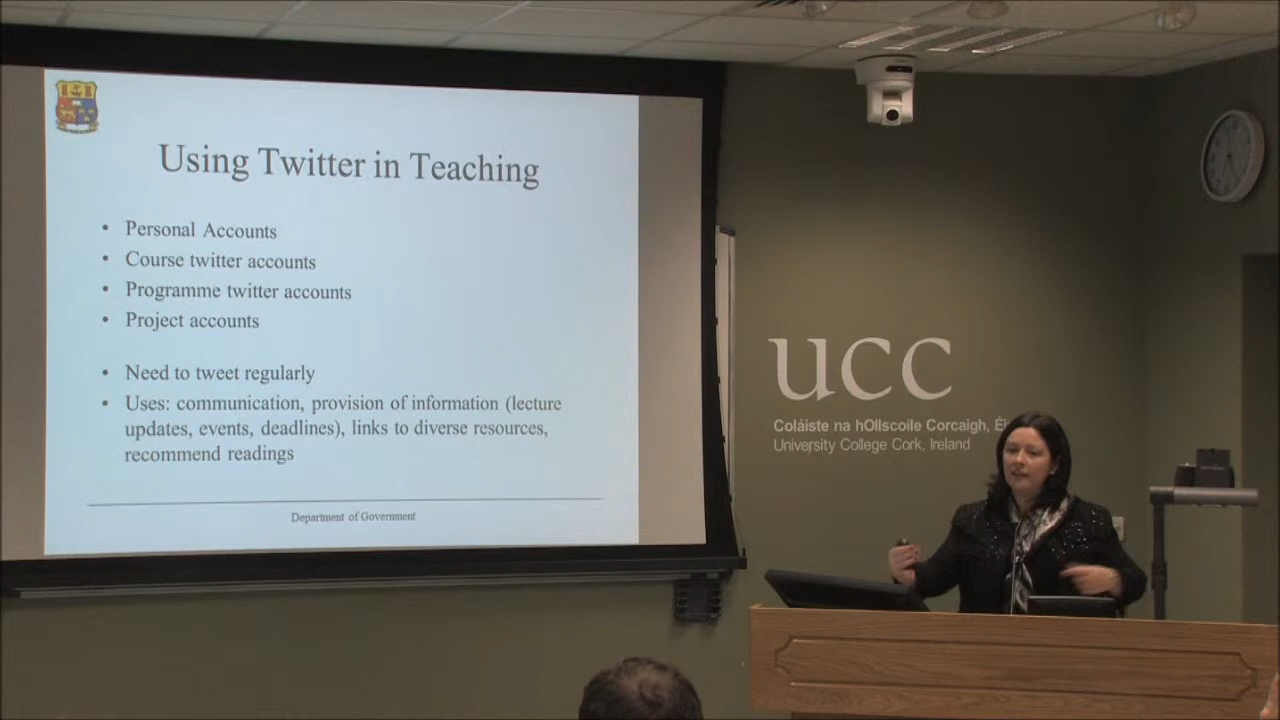 Using Twitter in Teaching
• Personal Accounts
• Course twitter accounts
• Programme twitter accounts
• Project accounts
• Need to tweet regularly
• Uses: communication, provision of information (lecture
updates, events, deadlines), links to diverse resources,
recommend readings
Department of Government
UCC
Coláiste na hOllscoile Corcaigh,
University College Cork, Ireland